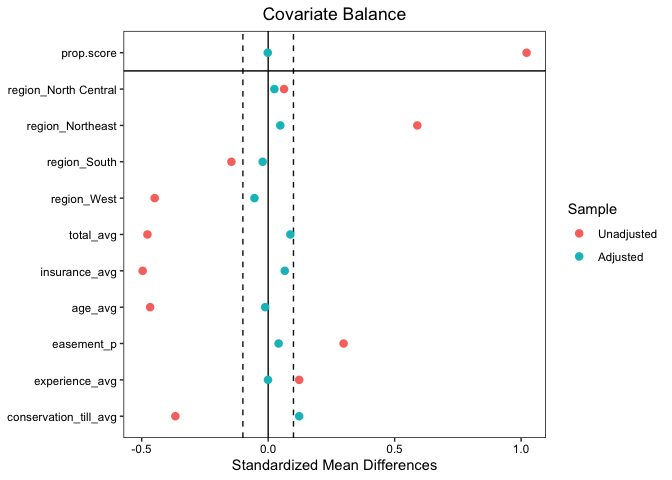 Covariate Balance
prop.score
region_North Central
region_Northeast
region_South
region_West
total_avg
insurance_avg
age_avg
easement_p
experience_avg
conservation_till_avg
-0.5 0.0 0.5 1.0
Standardized Mean Differences
Sample
Unadjusted
Adjusted